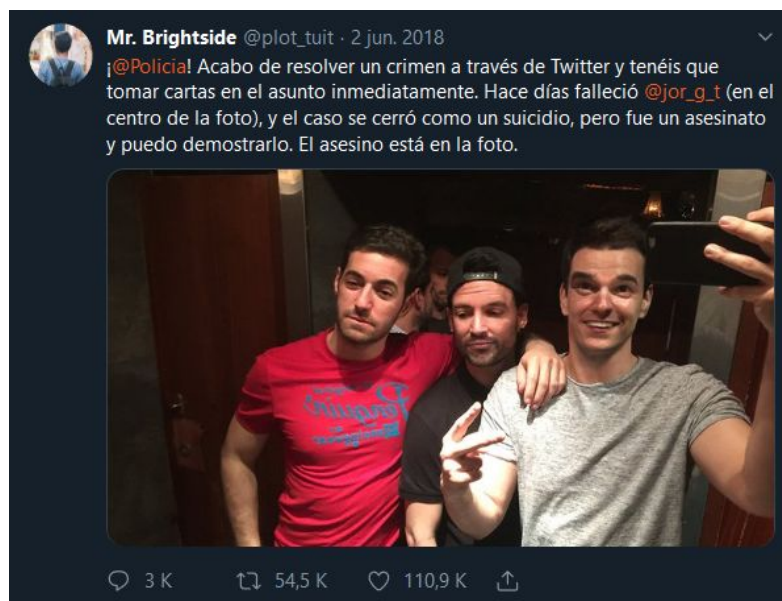 Mr. Brightside @plot_tuit · 2 jun. 2018
¡@Policia! Acabo de resolver un crimen a través de Twitter y tenéis que
tomar cartas en el asunto inmediatamente. Hace días falleció @jor_g_t (en el
centro de la foto), y el caso se cerró como un suicidio, pero fue un asesinato
y puedo demostrarlo. El asesino está en la foto.
Penguin
3 K 54,5 K 110,9 K